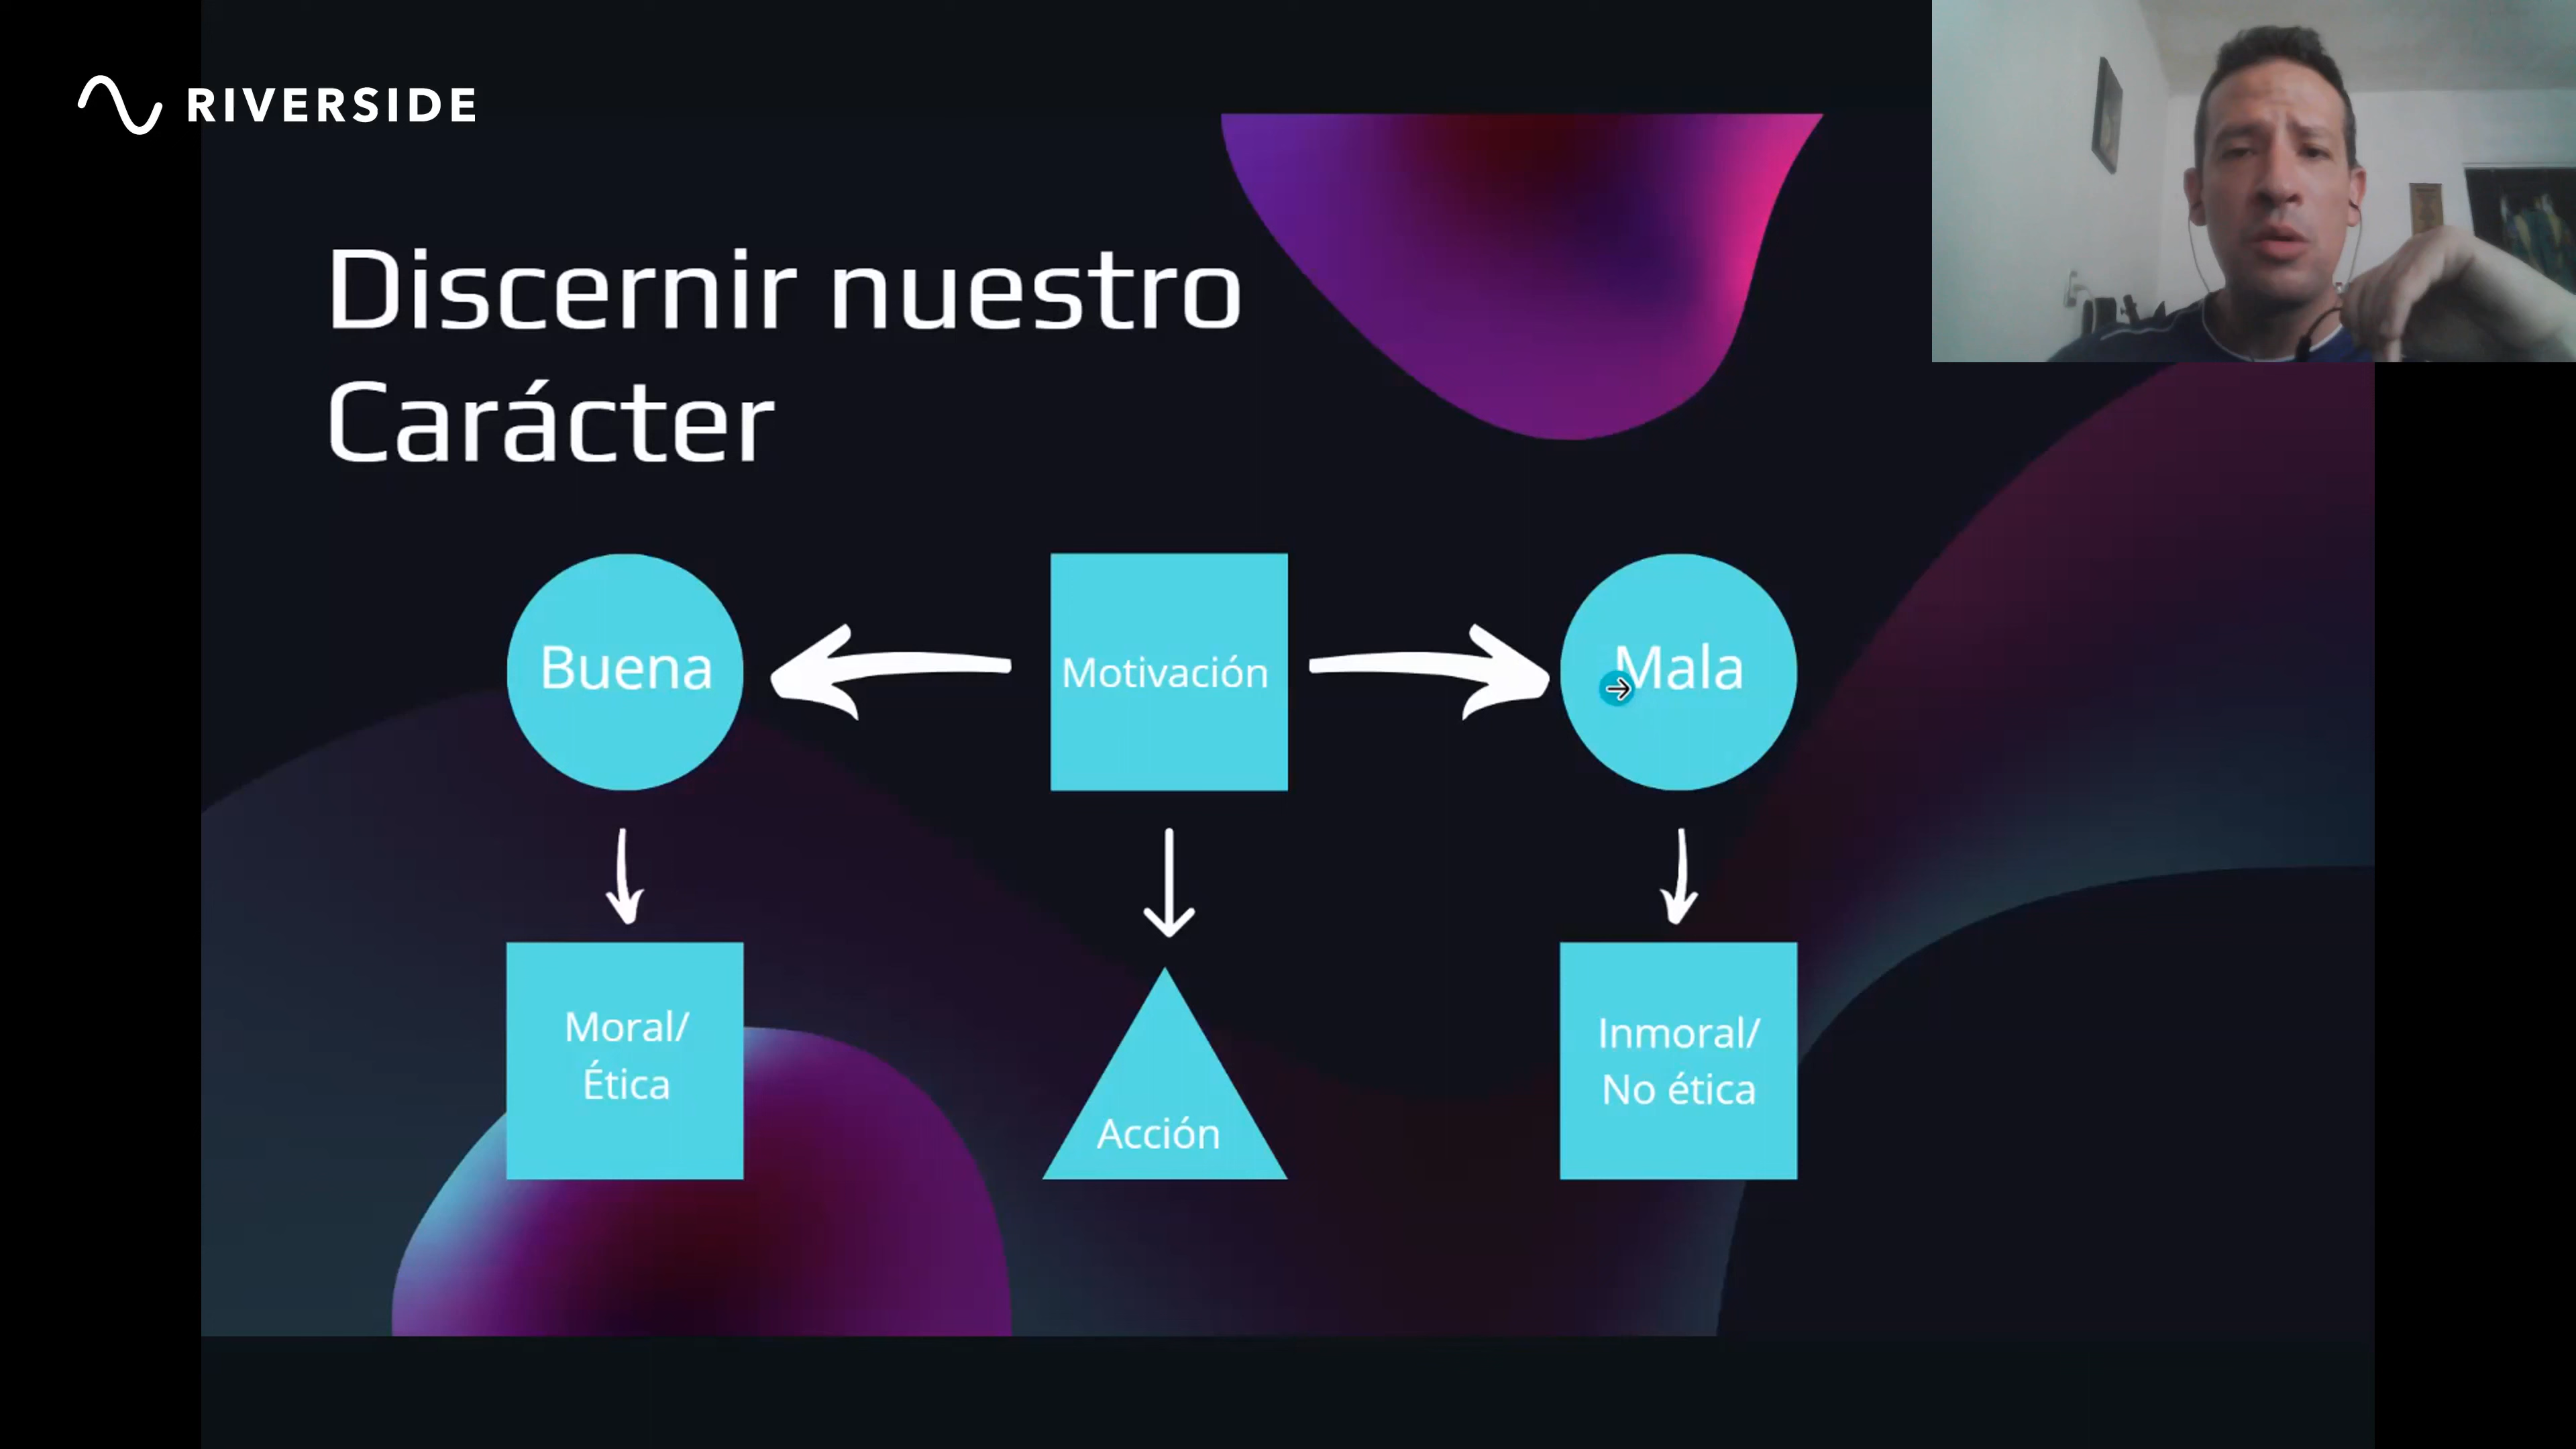 RIVERSIDE
Discernir nuestro
Carácter
Buena
Motivación
Mala
Moral/
Ética
Acción
Inmoral/
No ética